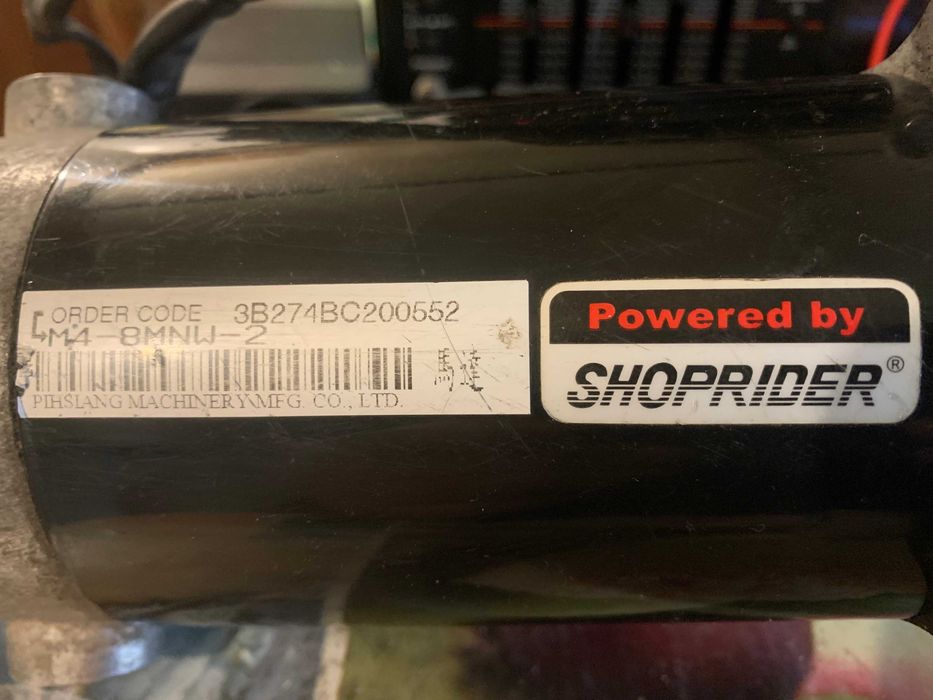 ORDER CODE 3B274BC200552
M4-8MNW-2
馬達
PIHSIANG MACHINERY MFG. CO., LTD.
Powered by
SHOPRIDER®